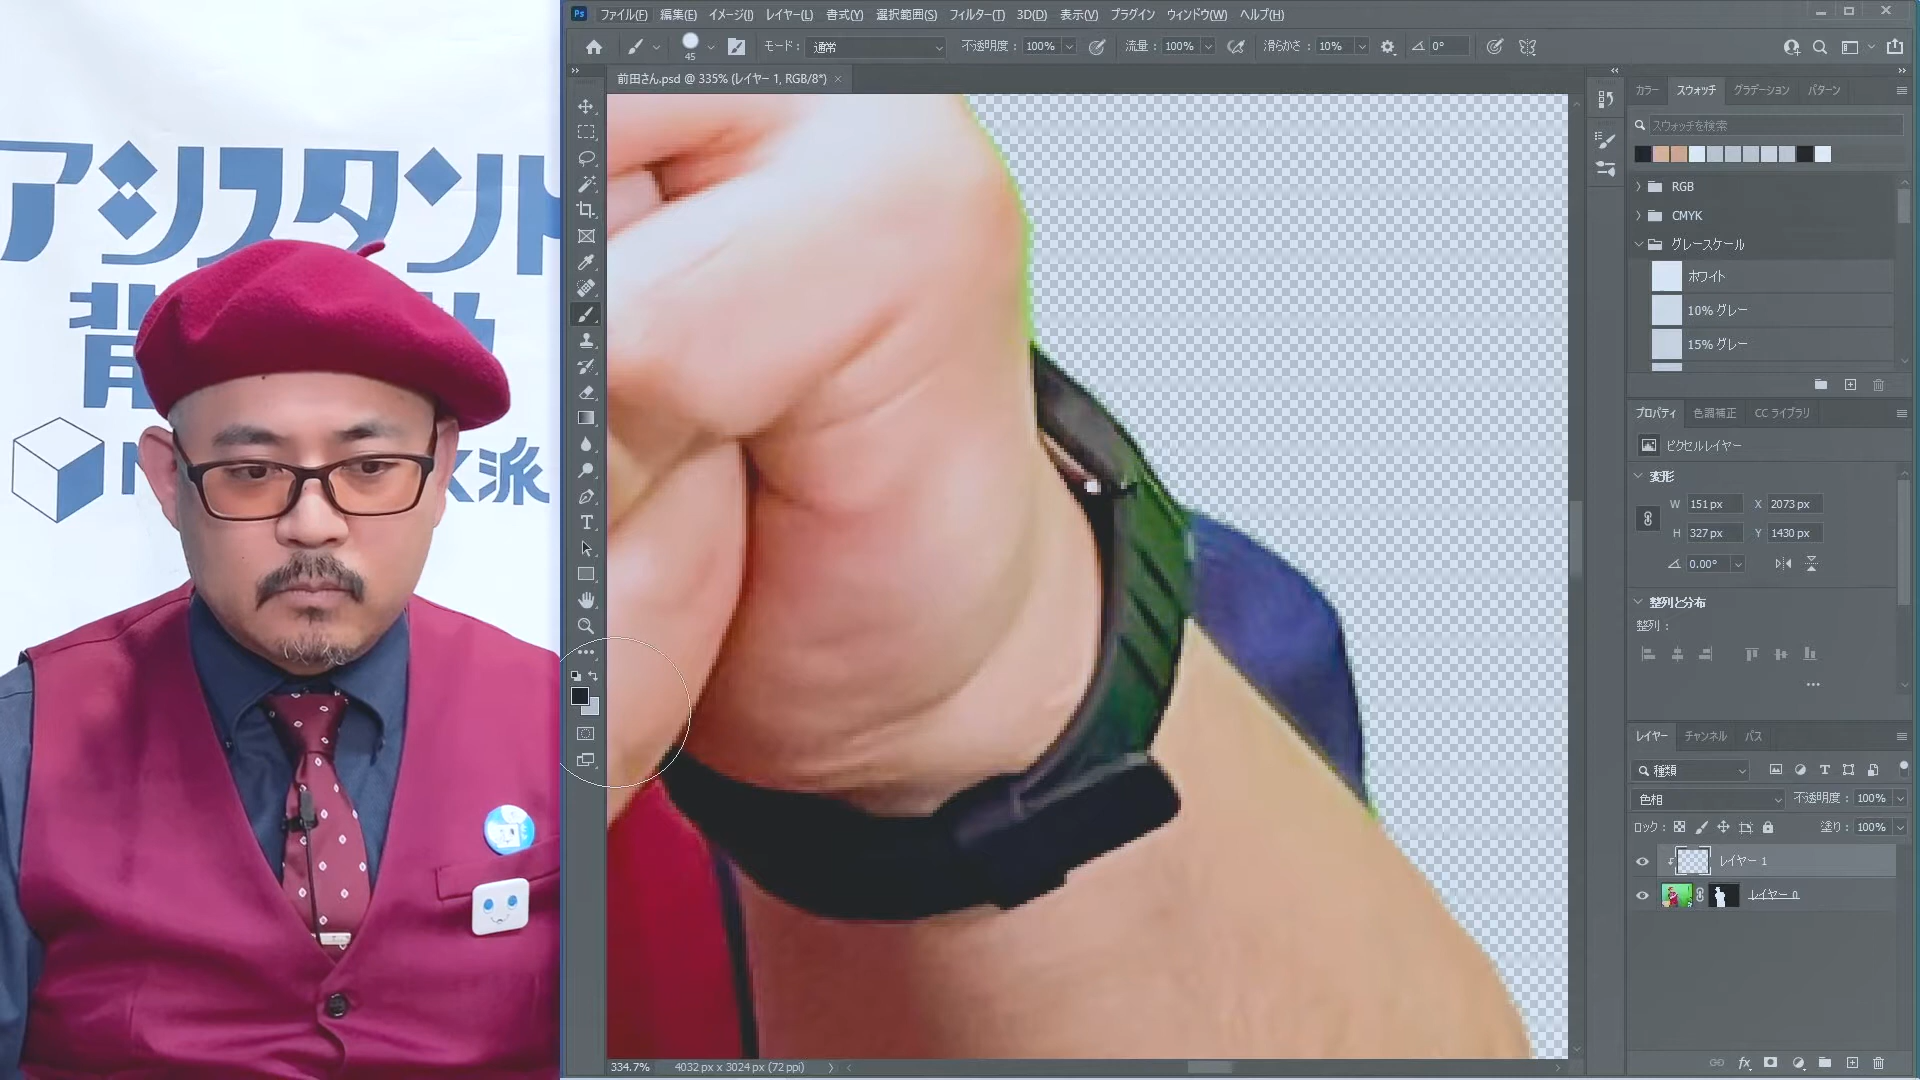 ファイル(F) 編集(E) イメージ(I) レイヤー(L) 書式(Y) 選択範囲(S) フィルター(T) 3D(D) 表示(V) プラグイン ウィンドウ(W) ヘルプ(H)
45 モード： 通常 不透明度： 100% 流量： 100% 滑らかさ： 10% 0°
前田さん.psd @ 335% (レイヤー 1, RGB/8*) ×
アシスタント
背
派
334.7% 4032 px x 3024 px (72 ppi)
カラー スウォッチ グラデーション パターン
スウォッチを検索
RGB
CMYK
グレースケール
ホワイト
10% グレー
15% グレー
プロパティ 色調補正 CC ライブラリ
ピクセルレイヤー
変形
W 151 px X 2073 px
H 327 px Y 1430 px
0.00°
整列と分布
整列：
レイヤー チャンネル パス
種類
色相 不透明度： 100%
ロック： 塗り： 100%
レイヤー 1
レイヤー 0